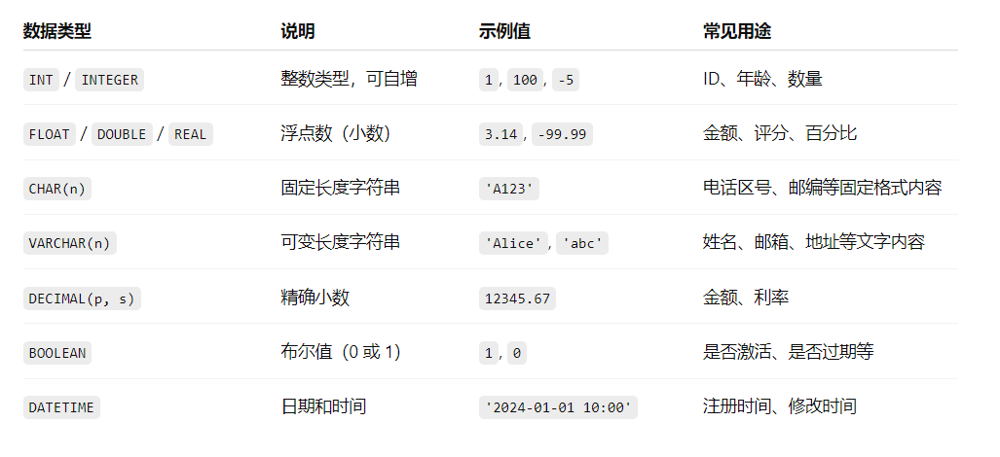 数据类型 说明 示例值 常见用途
INT / INTEGER 整数类型，可自增 1, 100, -5 ID、年龄、数量
FLOAT / DOUBLE / REAL 浮点数（小数） 3.14, -99.99 金额、评分、百分比
CHAR(n) 固定长度字符串 'A123' 电话区号、邮编等固定格式内容
VARCHAR(n) 可变长度字符串 'Alice', 'abc' 姓名、邮箱、地址等文字内容
DECIMAL(p, s) 精确小数 12345.67 金额、利率
BOOLEAN 布尔值（0 或 1） 1, 0 是否激活、是否过期等
DATETIME 日期和时间 '2024-01-01 10:00' 注册时间、修改时间